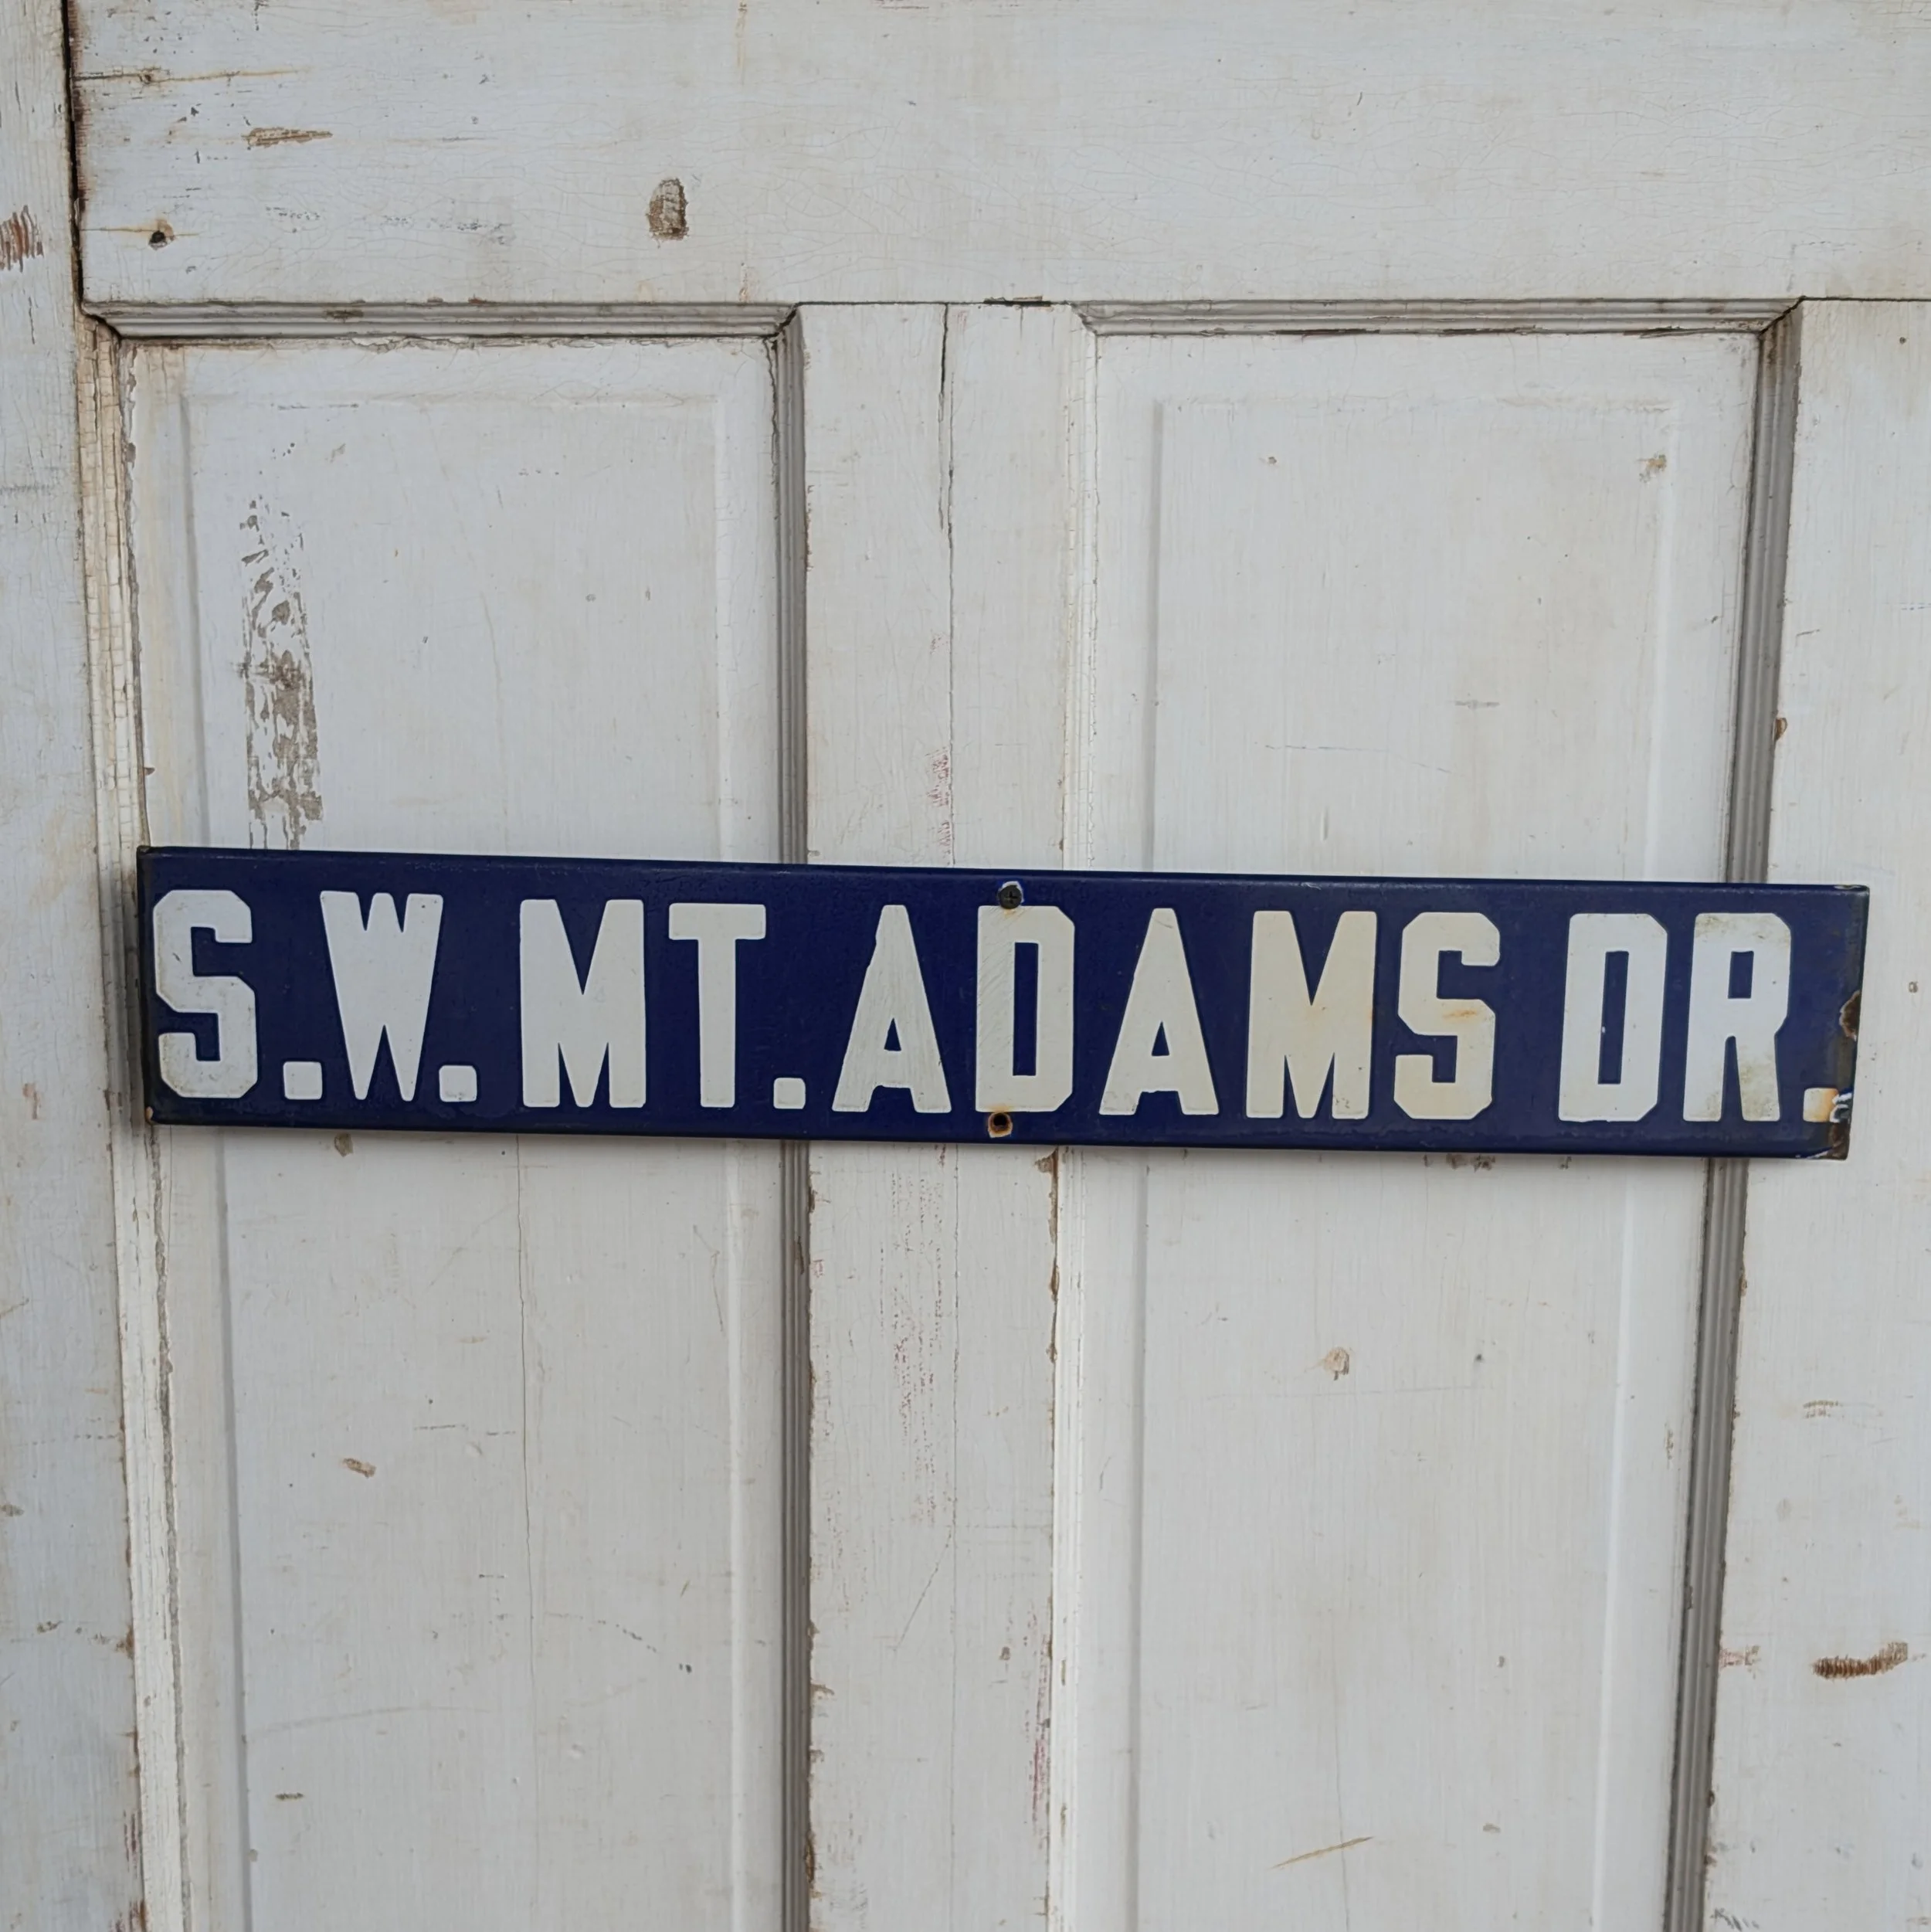 S.W. MT. ADAMS DR.